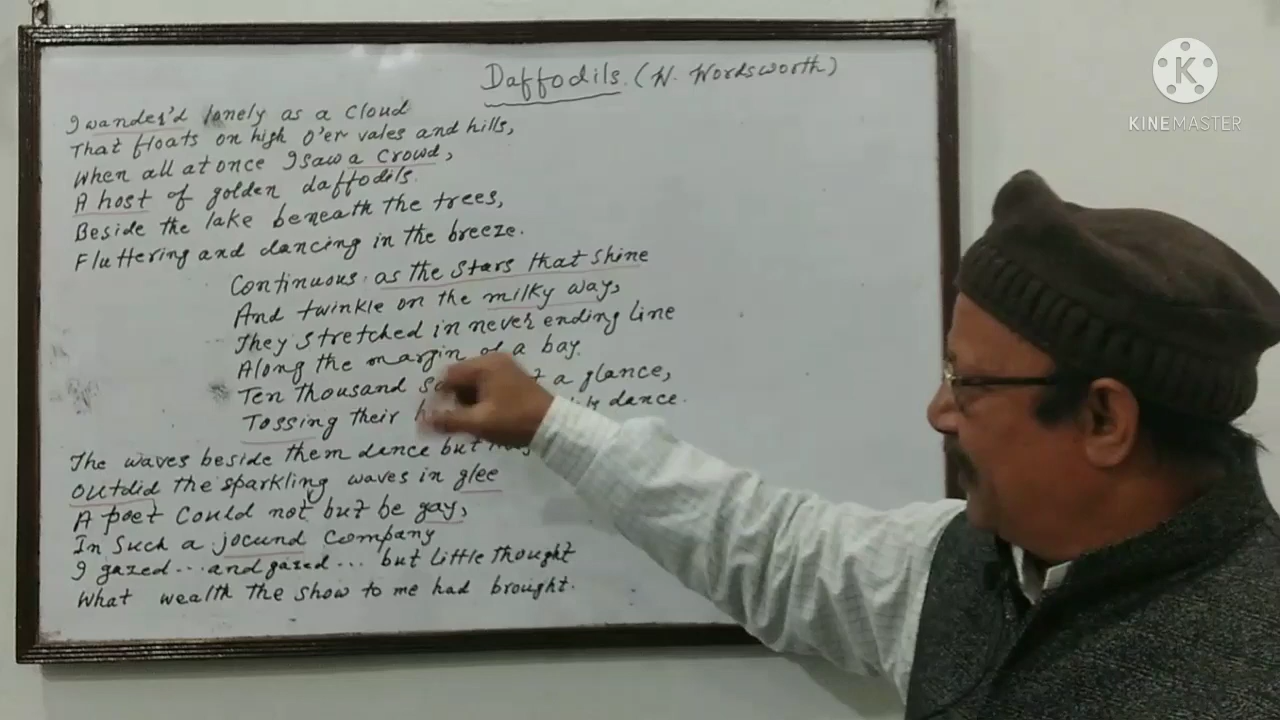 Daffodils. (W. Wordsworth)
I wander'd lonely as a cloud
That floats on high o'er vales and hills,
When all at once I saw a crowd,
A host of golden daffodils.
Beside the lake beneath the trees,
Fluttering and dancing in the breeze.
Continuous as the stars that shine
And twinkle on the milky way,
They stretched in never ending line
Along the margin of a bay.
Ten thousand a glance,
Tossing their dance.
The waves beside them dance but
Outdid the sparkling waves in glee
A poet could not but be gay,
In such a jocund company
I gazed... and gazed... but little thought
What wealth the show to me had brought.
K
KINEMASTER